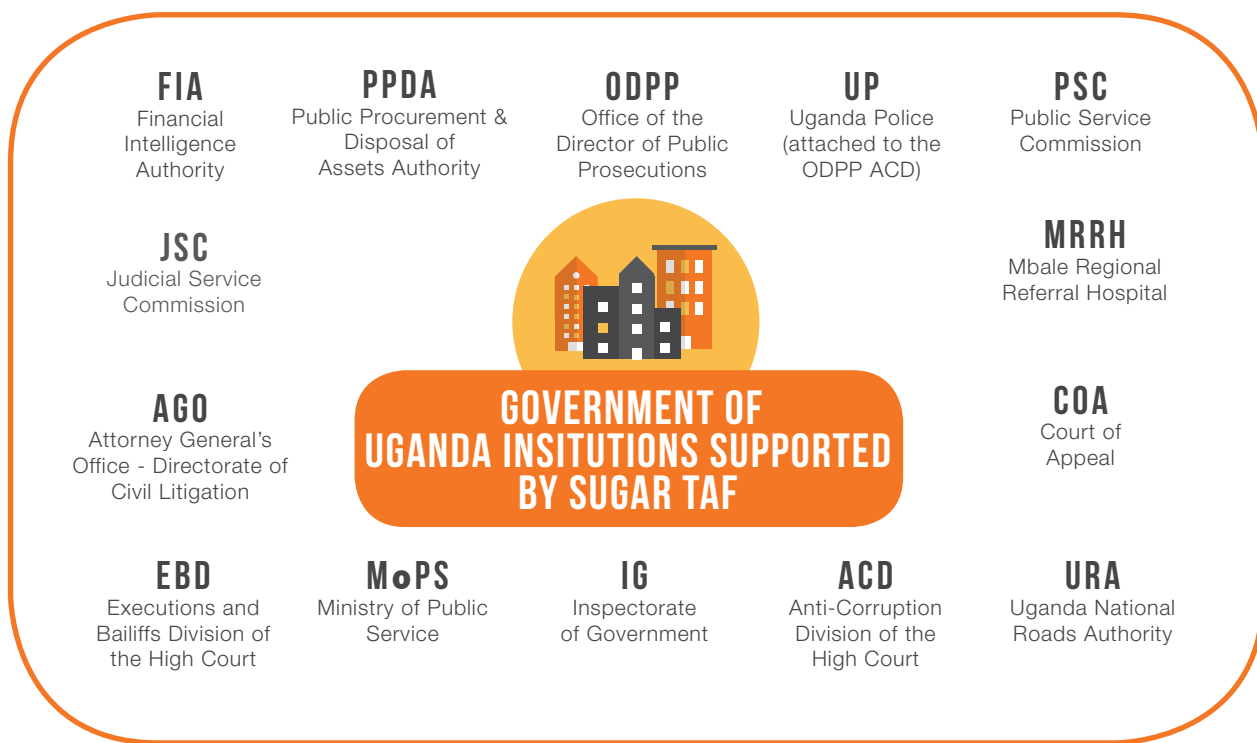 FIA
Financial
Intelligence
Authority
PPDA
Public Procurement &
Disposal of
Assets Authority
ODPP
Office of the
Director of Public
Prosecutions
UP
Uganda Police
(attached to the
ODPP ACD)
PSC
Public Service
Commission
JSC
Judicial Service
Commission
MRRH
Mbale Regional
Referral Hospital
AGO
Attorney General's
Office - Directorate of
Civil Litigation
GOVERNMENT OF
UGANDA INSITUTIONS SUPPORTED
BY SUGAR TAF
COA
Court of
Appeal
EBD
Executions and
Bailiffs Division of
the High Court
MoPS
Ministry of Public
Service
IG
Inspectorate
of Government
ACD
Anti-Corruption
Division of the
High Court
URA
Uganda National
Roads Authority